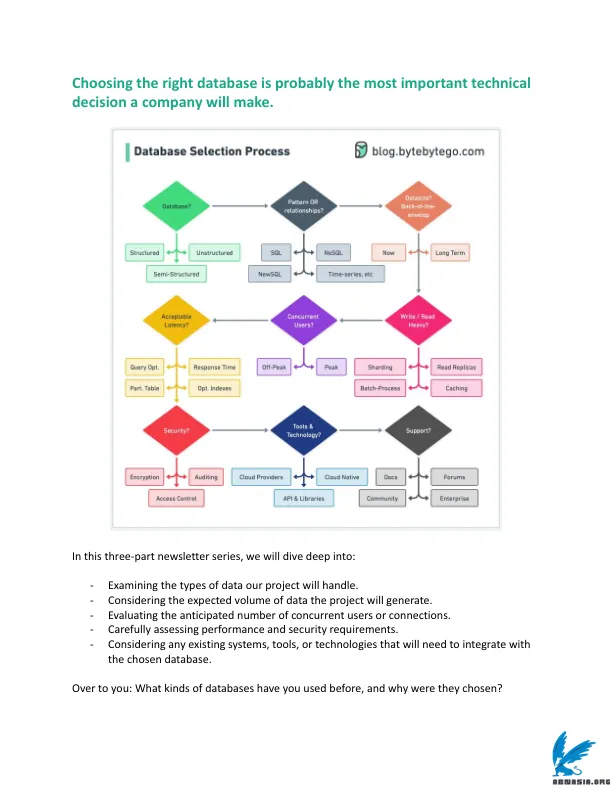 Choosing the right database is probably the most important technical
decision a company will make.
Database Selection Process
blog.bytebytego.com
Database?
Pattern OR
relationships?
Datasize?
Back-of-the-
envelop
Structured
Unstructured
Semi-Structured
SQL
NoSQL
NewSQL
Time-series, etc
Now
Long Term
Acceptable
Latency?
Concurrent
Users?
Write / Read
Heavy?
Query Opt.
Response Time
Part. Table
Opt. Indexes
Off-Peak
Peak
Sharding
Read Replicas
Batch-Process
Caching
Security?
Tools &
Technology?
Support?
Encryption
Auditing
Access Control
Cloud Providers
Cloud Native
API & Libraries
Docs
Forums
Community
Enterprise
In this three-part newsletter series, we will dive deep into:
- Examining the types of data our project will handle.
- Considering the expected volume of data the project will generate.
- Evaluating the anticipated number of concurrent users or connections.
- Carefully assessing performance and security requirements.
- Considering any existing systems, tools, or technologies that will need to integrate with
the chosen database.
Over to you: What kinds of databases have you used before, and why were they chosen?
ABNASIA.ORG